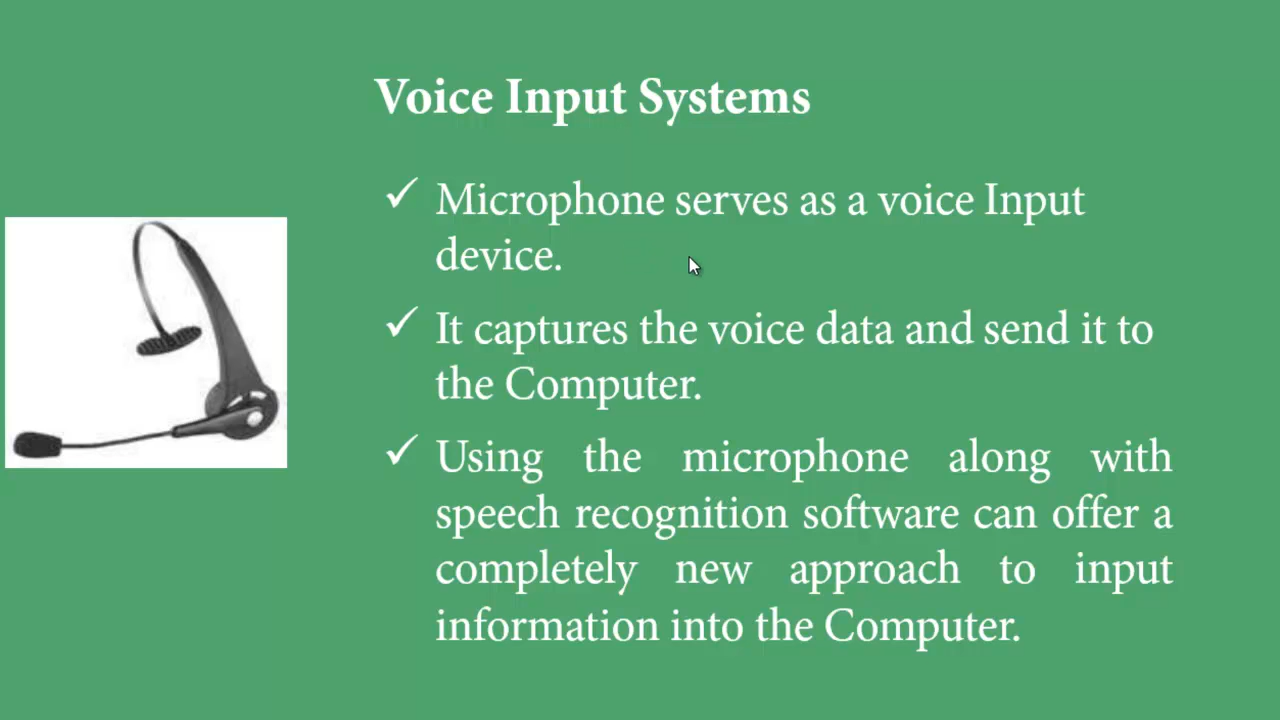 Voice Input Systems
✓ Microphone serves as a voice Input
device.
✓ It captures the voice data and send it to
the Computer.
✓ Using the microphone along with
speech recognition software can offer a
completely new approach to input
information into the Computer.